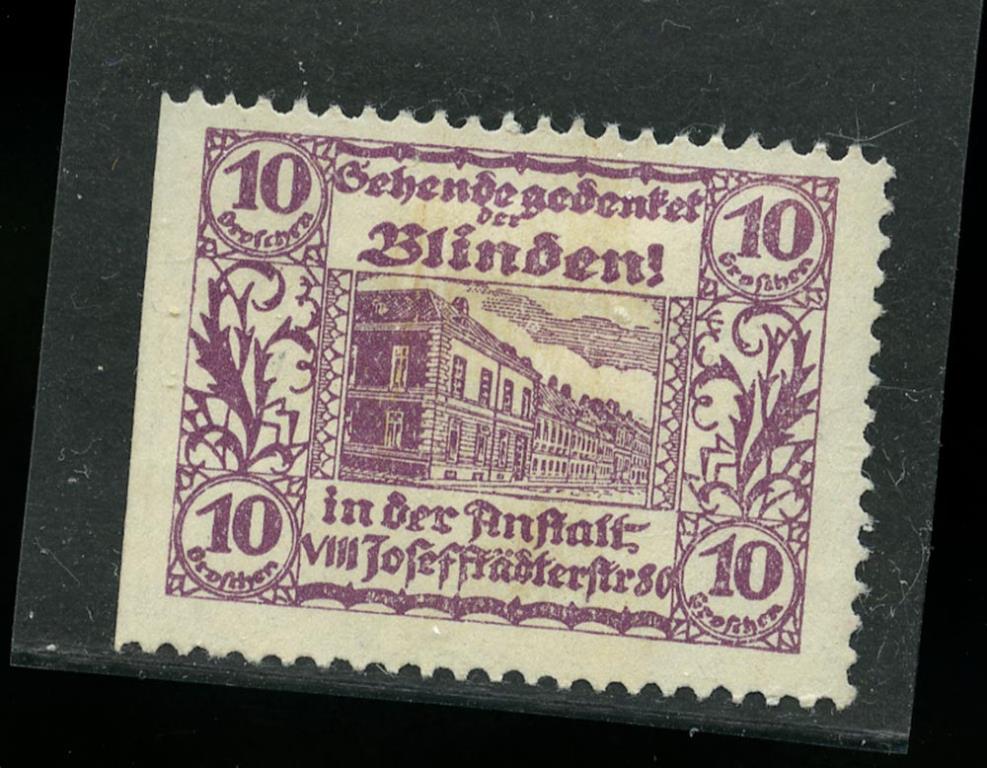 10
Groschen
Sehende gedenket
der
Blinden!
10
Groschen
in der Anstalt
VIII Josefstädterstr 80
10
Groschen
10
Groschen